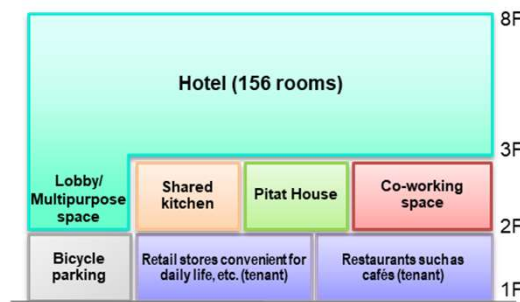 8F
Hotel (156 rooms)
3F
Lobby/
Multipurpose
space
Shared
kitchen
Pitat House
Co-working
space
2F
Bicycle
parking
Retail stores convenient for
daily life, etc. (tenant)
Restaurants such as
cafés (tenant)
1F